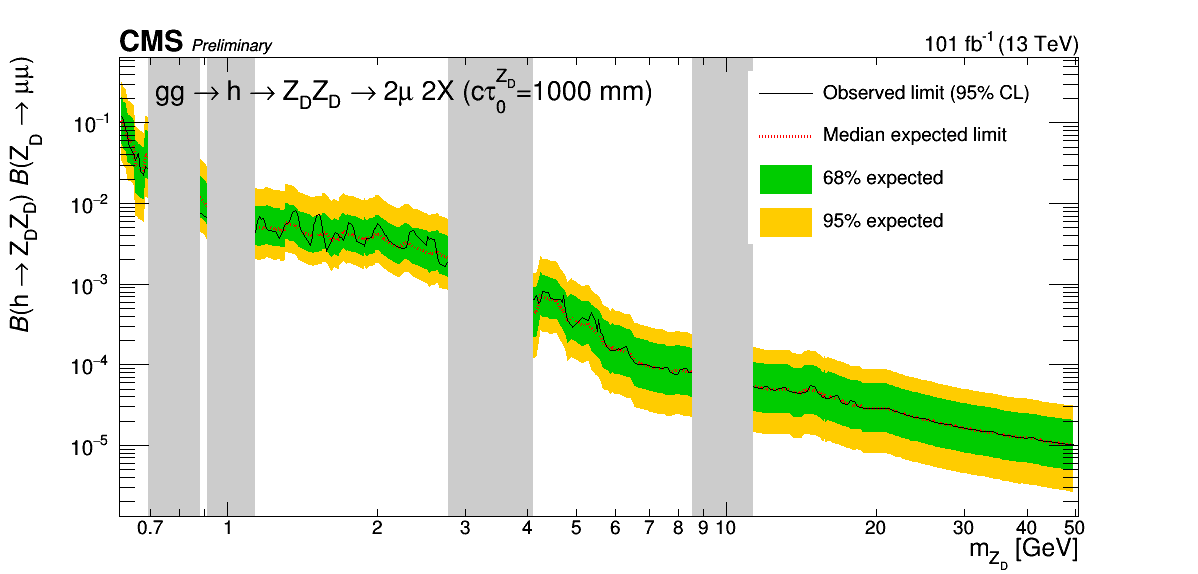 CMS Preliminary 101 fb⁻¹ (13 TeV)
gg → h → Z_D Z_D → 2μ 2X (cτ₀^{Z_D}=1000 mm)
Observed limit (95% CL)
Median expected limit
68% expected
95% expected
B(h → Z_D Z_D) B(Z_D → μμ)
10⁻¹
10⁻²
10⁻³
10⁻⁴
10⁻⁵
0.7 1 2 3 4 5 6 7 8 9 10 20 30 40 50
m_{Z_D} [GeV]